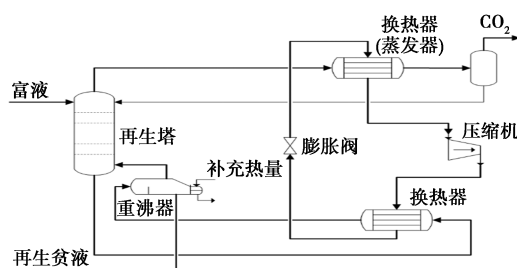 换热器
(蒸发器)
CO₂
富液
再生塔
膨胀阀
压缩机
补充热量
重沸器
换热器
再生贫液